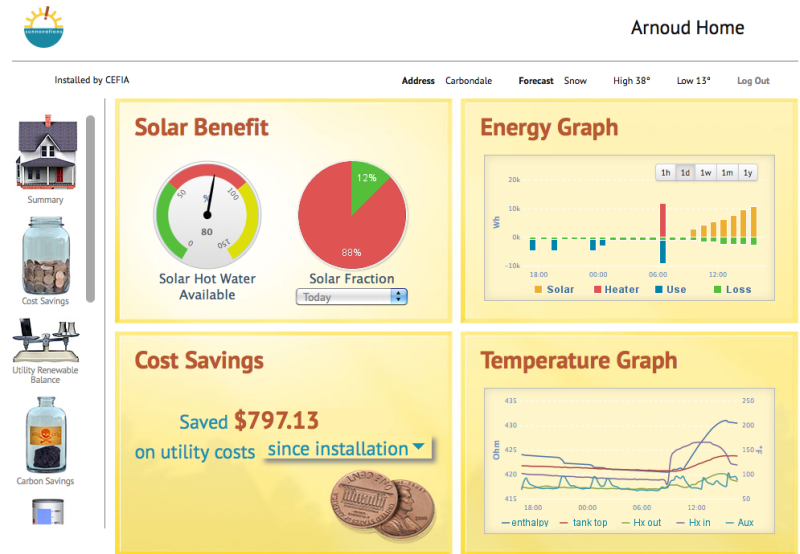 sunnovations
Arnoud Home
Installed by CEFIA
Address Carbondale Forecast Snow High 38° Low 13° Log Out
Summary
Cost Savings
Utility Renewable
Balance
Carbon Savings
Solar Benefit
0
50
100
150
%
80
Solar Hot Water
Available
12%
88%
Solar Fraction
Today
Energy Graph
1h 1d 1w 1m 1y
Wh
20k
10k
0k
-10k
18:00 00:00 06:00 12:00
Solar Heater Use Loss
Cost Savings
Saved $797.13
on utility costs since installation
Temperature Graph
Ohm
435
430
425
420
415
250
200
150
100
50
°F
18:00 00:00 06:00 12:00
enthalpy tank top Hx out Hx in Aux